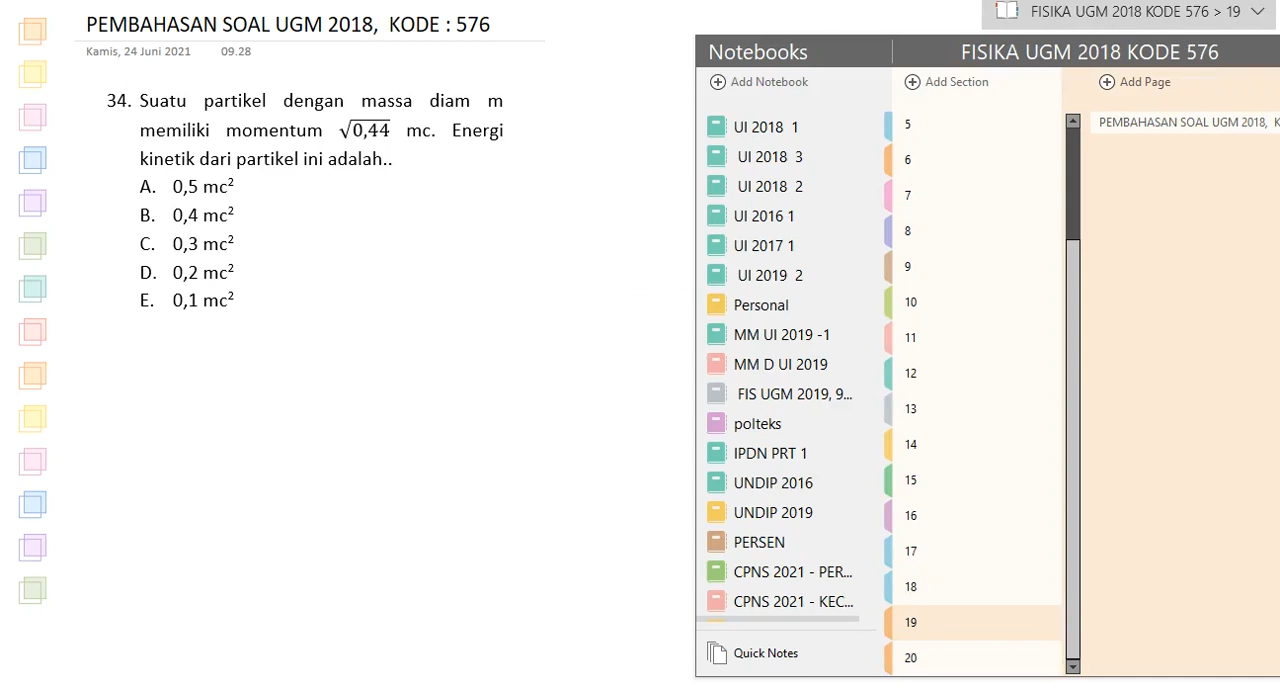 PEMBAHASAN SOAL UGM 2018, KODE : 576
Kamis, 24 Juni 2021 09.28
34. Suatu partikel dengan massa diam m
memiliki momentum √0,44 mc. Energi
kinetik dari partikel ini adalah..
A. 0,5 mc²
B. 0,4 mc²
C. 0,3 mc²
D. 0,2 mc²
E. 0,1 mc²
FISIKA UGM 2018 KODE 576 > 19
Notebooks
FISIKA UGM 2018 KODE 576
Add Notebook
Add Section
Add Page
UI 2018 1
UI 2018 3
UI 2018 2
UI 2016 1
UI 2017 1
UI 2019 2
Personal
MM UI 2019 -1
MM D UI 2019
FIS UGM 2019, 9...
polteks
IPDN PRT 1
UNDIP 2016
UNDIP 2019
PERSEN
CPNS 2021 - PER...
CPNS 2021 - KEC...
Quick Notes
5
6
7
8
9
10
11
12
13
14
15
16
17
18
19
20
PEMBAHASAN SOAL UGM 2018, K